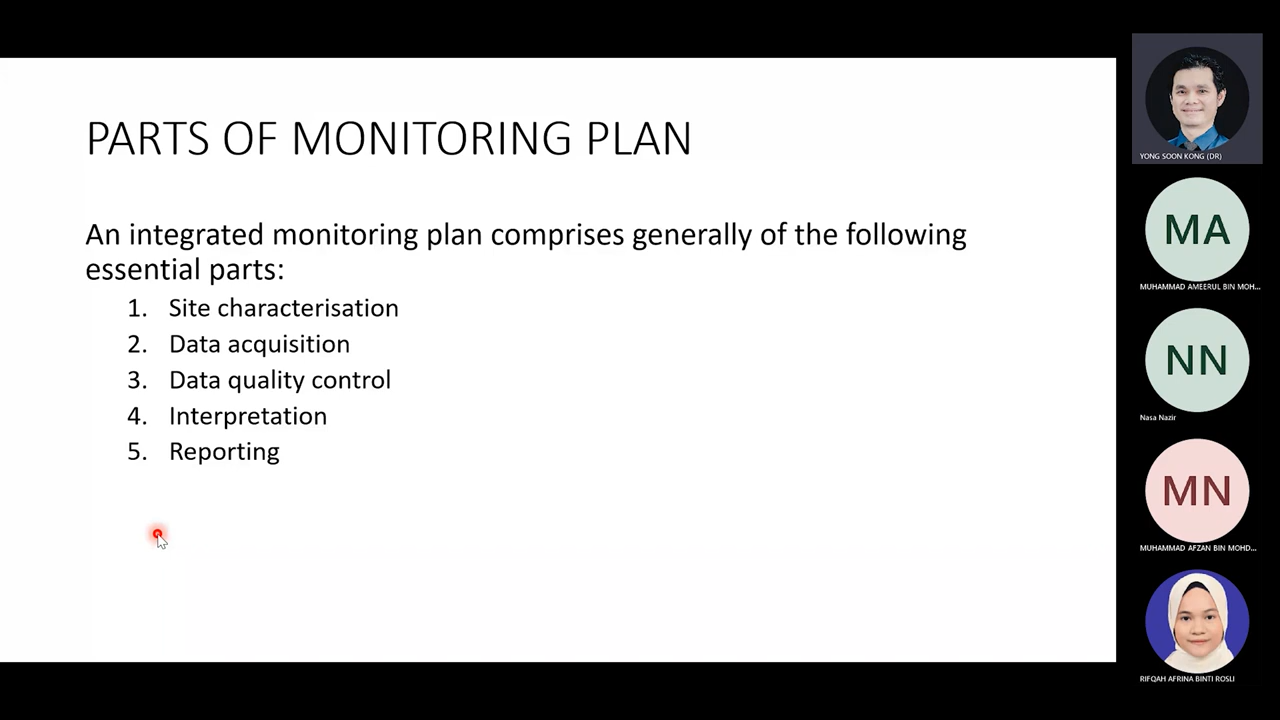 PARTS OF MONITORING PLAN
An integrated monitoring plan comprises generally of the following
essential parts:
1. Site characterisation
2. Data acquisition
3. Data quality control
4. Interpretation
5. Reporting
YONG SOON KONG (DR)
MA
MUHAMMAD AMEERUL BIN MOH...
NN
Nasa Nazir
MN
MUHAMMAD AFZAN BIN MOHD...
RIFQAH AFRINA BINTI ROSLI